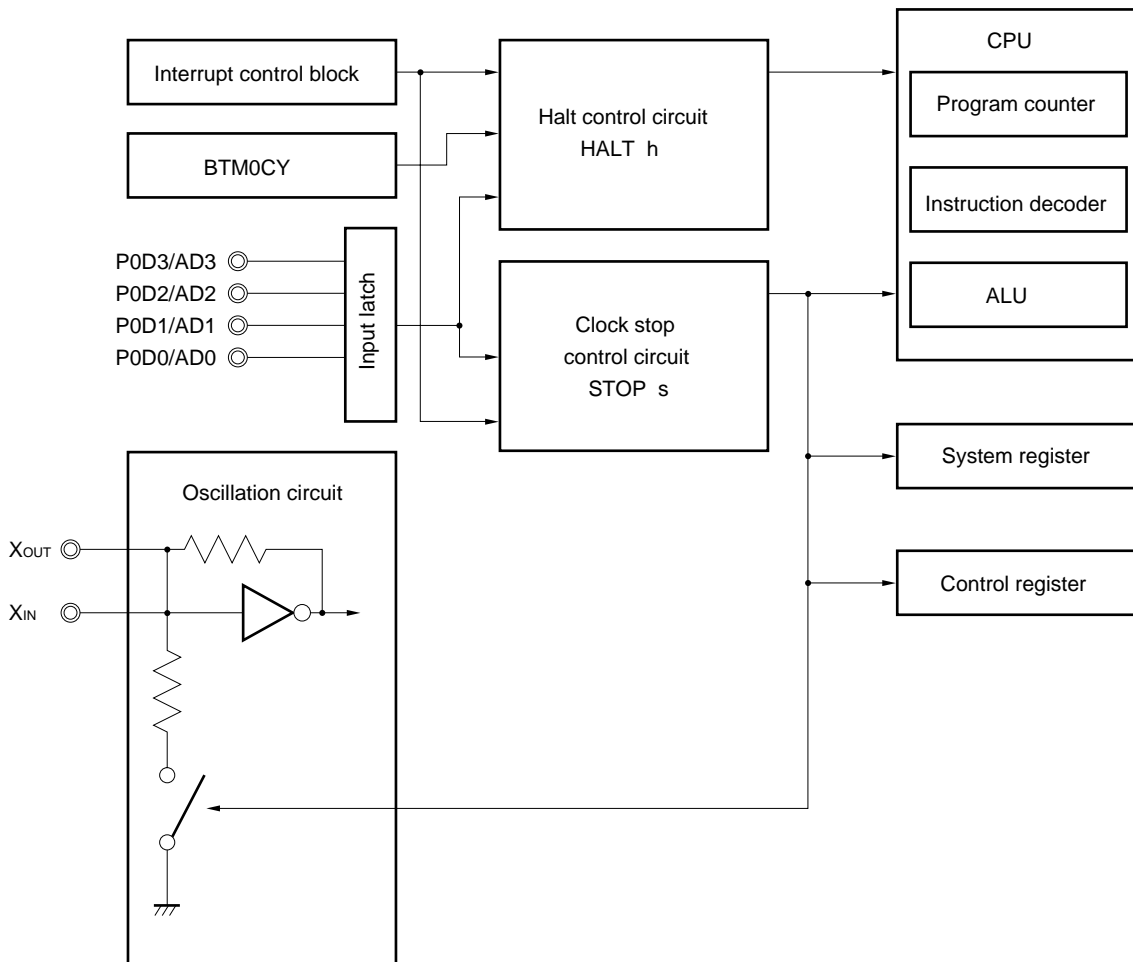 Interrupt control block
BTM0CY
P0D3/AD3
P0D2/AD2
P0D1/AD1
P0D0/AD0
Input latch
Halt control circuit
HALT h
Clock stop
control circuit
STOP s
CPU
Program counter
Instruction decoder
ALU
System register
Control register
Oscillation circuit
XOUT
XIN